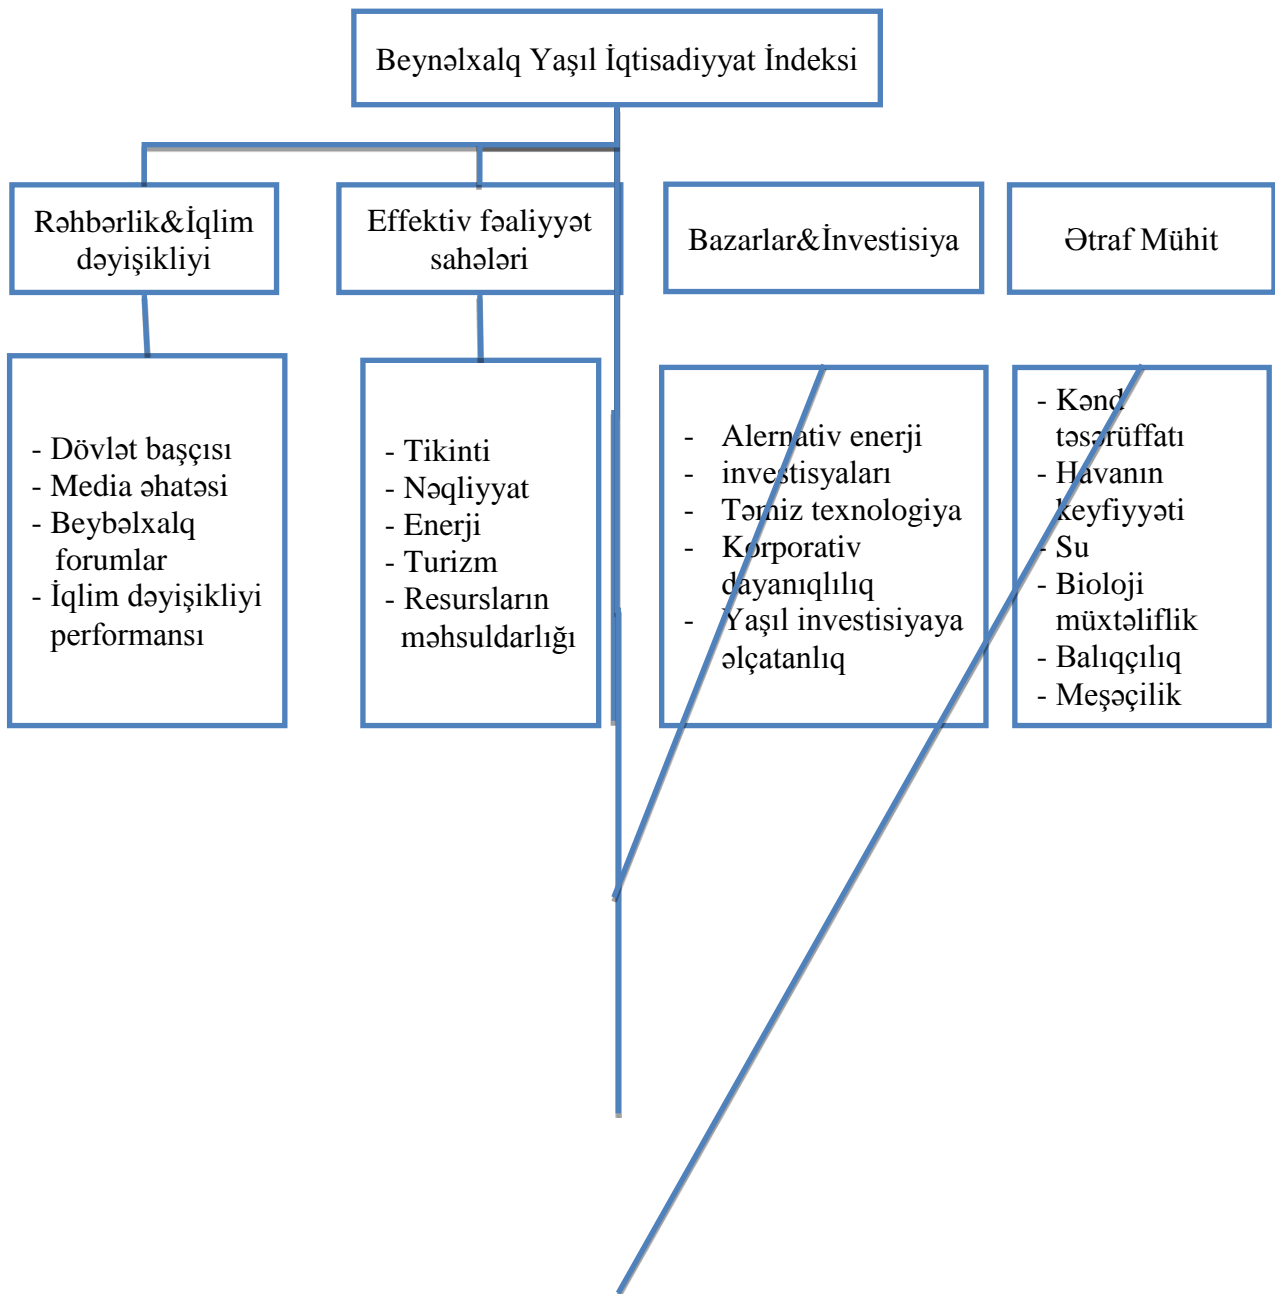 Beynəlxalq Yaşıl İqtisadiyyat İndeksi
Rəhbərlik&İqlim
dəyişikliyi
Effektiv fəaliyyət
sahələri
Bazarlar&İnvestisiya
Ətraf Mühit
- Dövlət başçısı
- Media əhatəsi
- Beybəlxalq
forumlar
- İqlim dəyişikliyi
performansı
- Tikinti
- Nəqliyyat
- Enerji
- Turizm
- Resursların
məhsuldarlığı
- Alernativ enerji
- investisyaları
- Təmiz texnologiya
- Korporativ
dayanıqlılıq
- Yaşıl investisiyaya
əlçatanlıq
- Kənd
təsərüffatı
- Havanın
keyfiyyəti
- Su
- Bioloji
müxtəliflik
- Balıqçılıq
- Meşəçilik